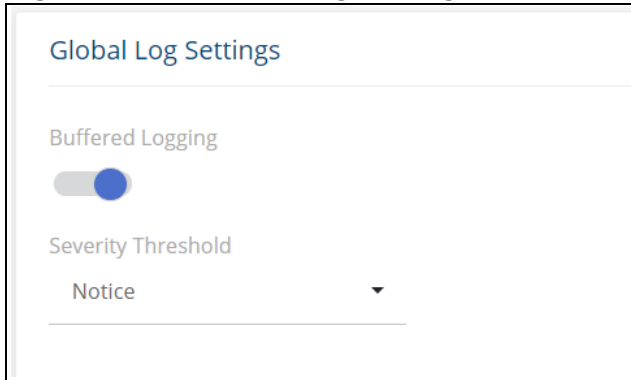 Global Log Settings
Buffered Logging
Severity Threshold
Notice